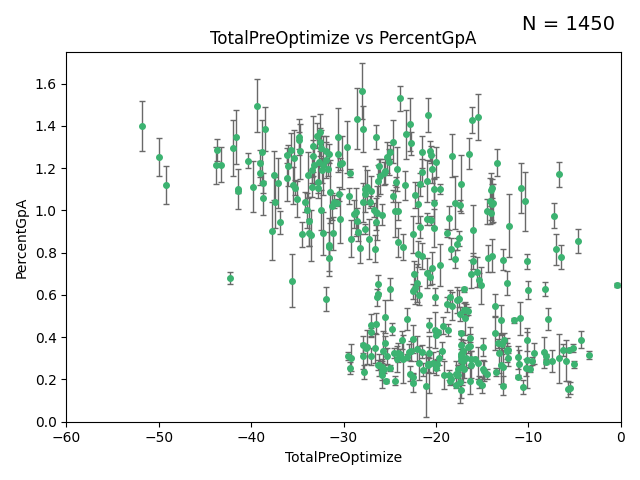 N = 1450
TotalPreOptimize vs PercentGpA
PercentGpA
1.6
1.4
1.2
1.0
0.8
0.6
0.4
0.2
0.0
−60 −50 −40 −30 −20 −10 0
TotalPreOptimize